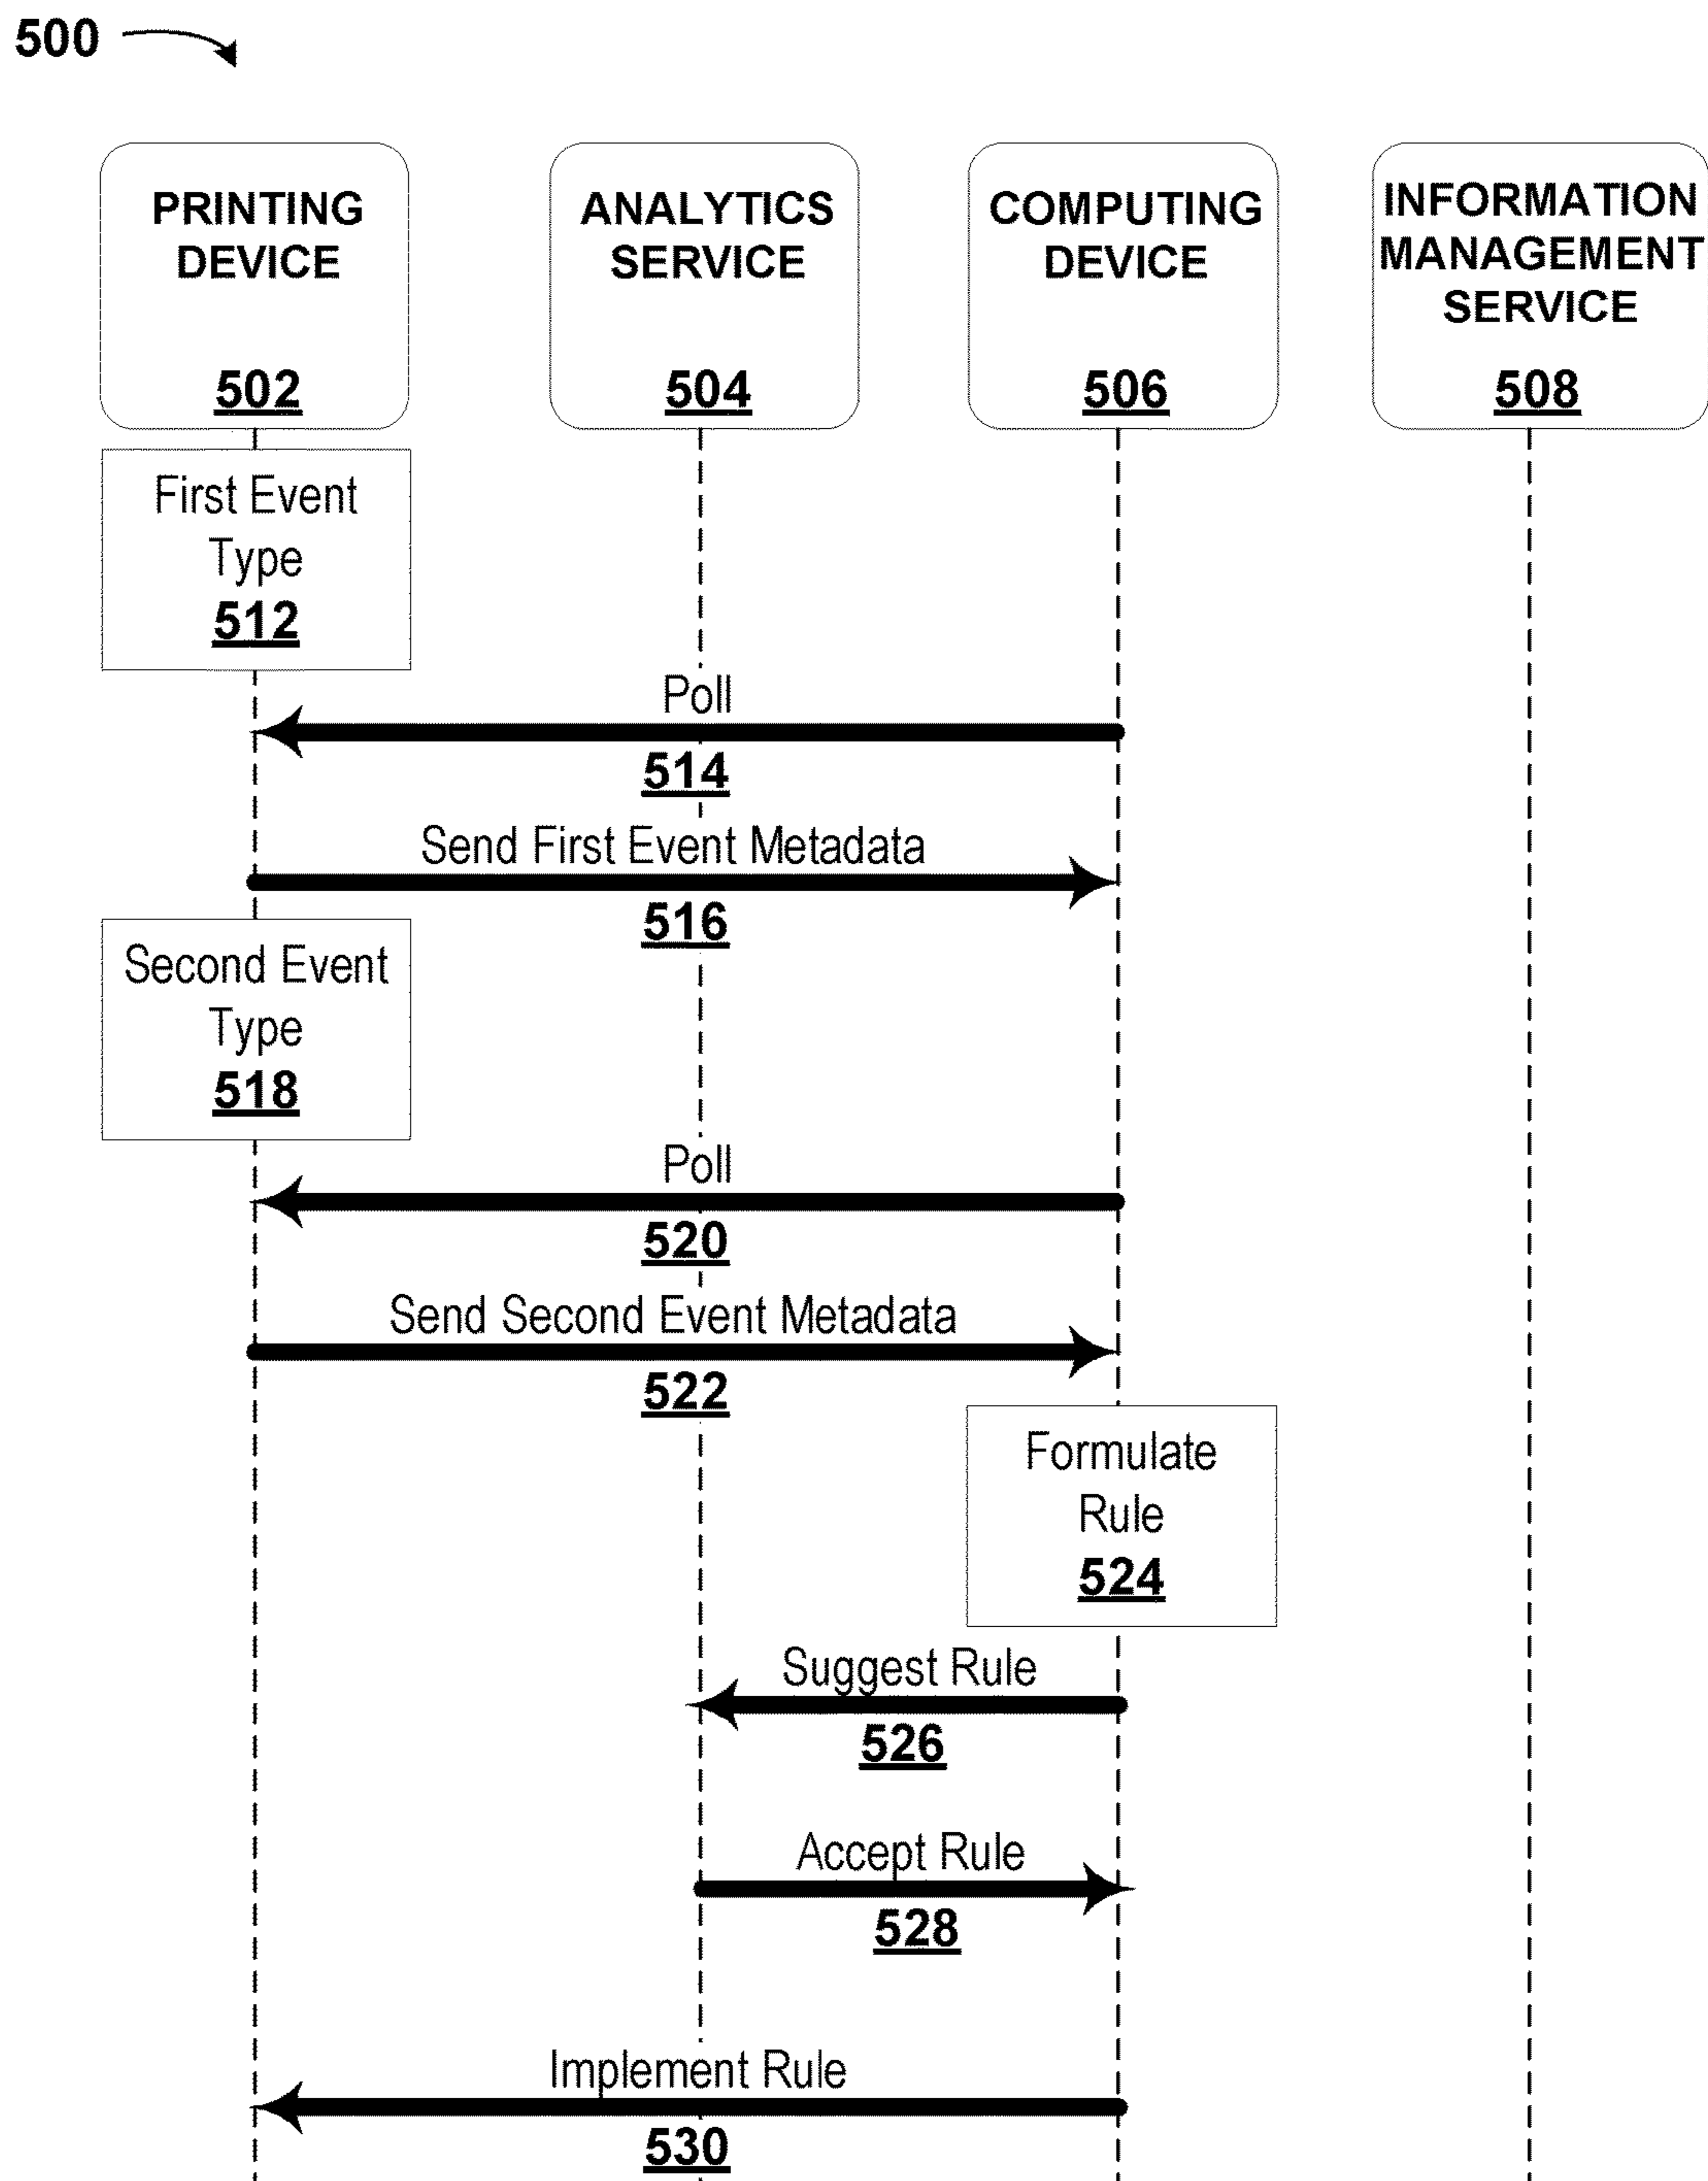 500
PRINTING
DEVICE
502
ANALYTICS
SERVICE
504
COMPUTING
DEVICE
506
INFORMATION
MANAGEMENT
SERVICE
508
First Event
Type
512
Poll
514
Send First Event Metadata
516
Second Event
Type
518
Poll
520
Send Second Event Metadata
522
Formulate
Rule
524
Suggest Rule
526
Accept Rule
528
Implement Rule
530